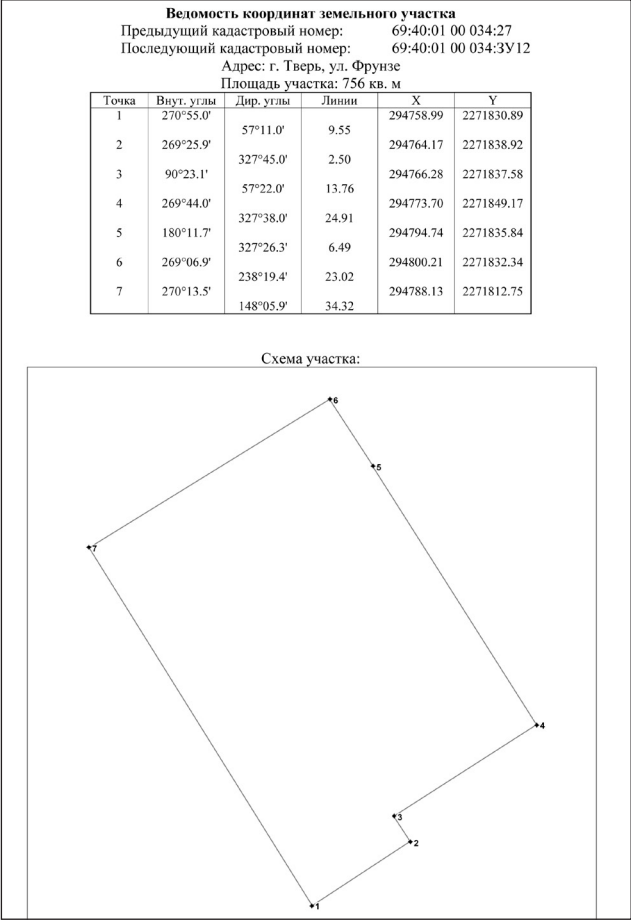 Ведомость координат земельного участка
Предыдущий кадастровый номер: 69:40:01 00 034:27
Последующий кадастровый номер: 69:40:01 00 034:ЗУ12
Адрес: г. Тверь, ул. Фрунзе
Площадь участка: 756 кв. м
Точка Внут. углы Дир. углы Линии X Y
1 270°55.0' 294758.99 2271830.89
57°11.0' 9.55
2 269°25.9' 294764.17 2271838.92
327°45.0' 2.50
3 90°23.1' 294766.28 2271837.58
57°22.0' 13.76
4 269°44.0' 294773.70 2271849.17
327°38.0' 24.91
5 180°11.7' 294794.74 2271835.84
327°26.3' 6.49
6 269°06.9' 294800.21 2271832.34
238°19.4' 23.02
7 270°13.5' 294788.13 2271812.75
148°05.9' 34.32
Схема участка:
6
5
7
4
3
2
1